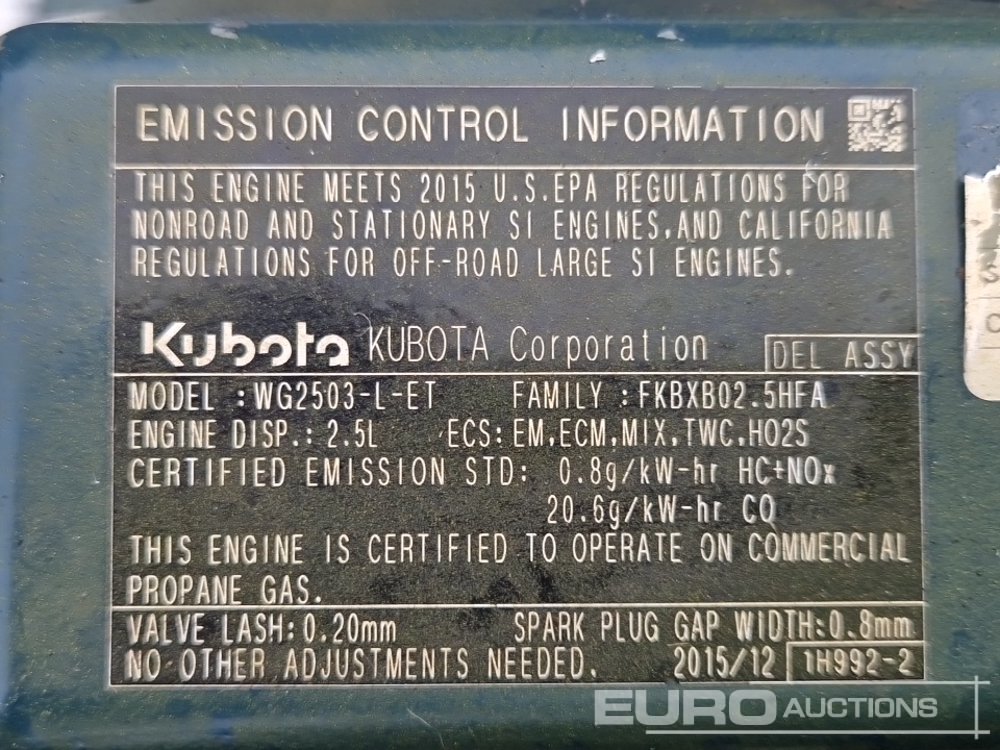 EMISSION CONTROL INFORMATION
THIS ENGINE MEETS 2015 U.S.EPA REGULATIONS FOR
NONROAD AND STATIONARY SI ENGINES,AND CALIFORNIA
REGULATIONS FOR OFF-ROAD LARGE SI ENGINES.
Kubota KUBOTA Corporation DEL ASSY
MODEL :WG2503-L-ET FAMILY :FKBXB02.5HFA
ENGINE DISP.: 2.5L ECS: EM,ECM,MIX,TWC,HO2S
CERTIFIED EMISSION STD: 0.8g/kW-hr HC+NOx
20.6g/kW-hr CO
THIS ENGINE IS CERTIFIED TO OPERATE ON COMMERCIAL
PROPANE GAS.
VALVE LASH:0.20mm SPARK PLUG GAP WIDTH:0.8mm
NO OTHER ADJUSTMENTS NEEDED. 2015/12 1H992-2
EURO AUCTIONS